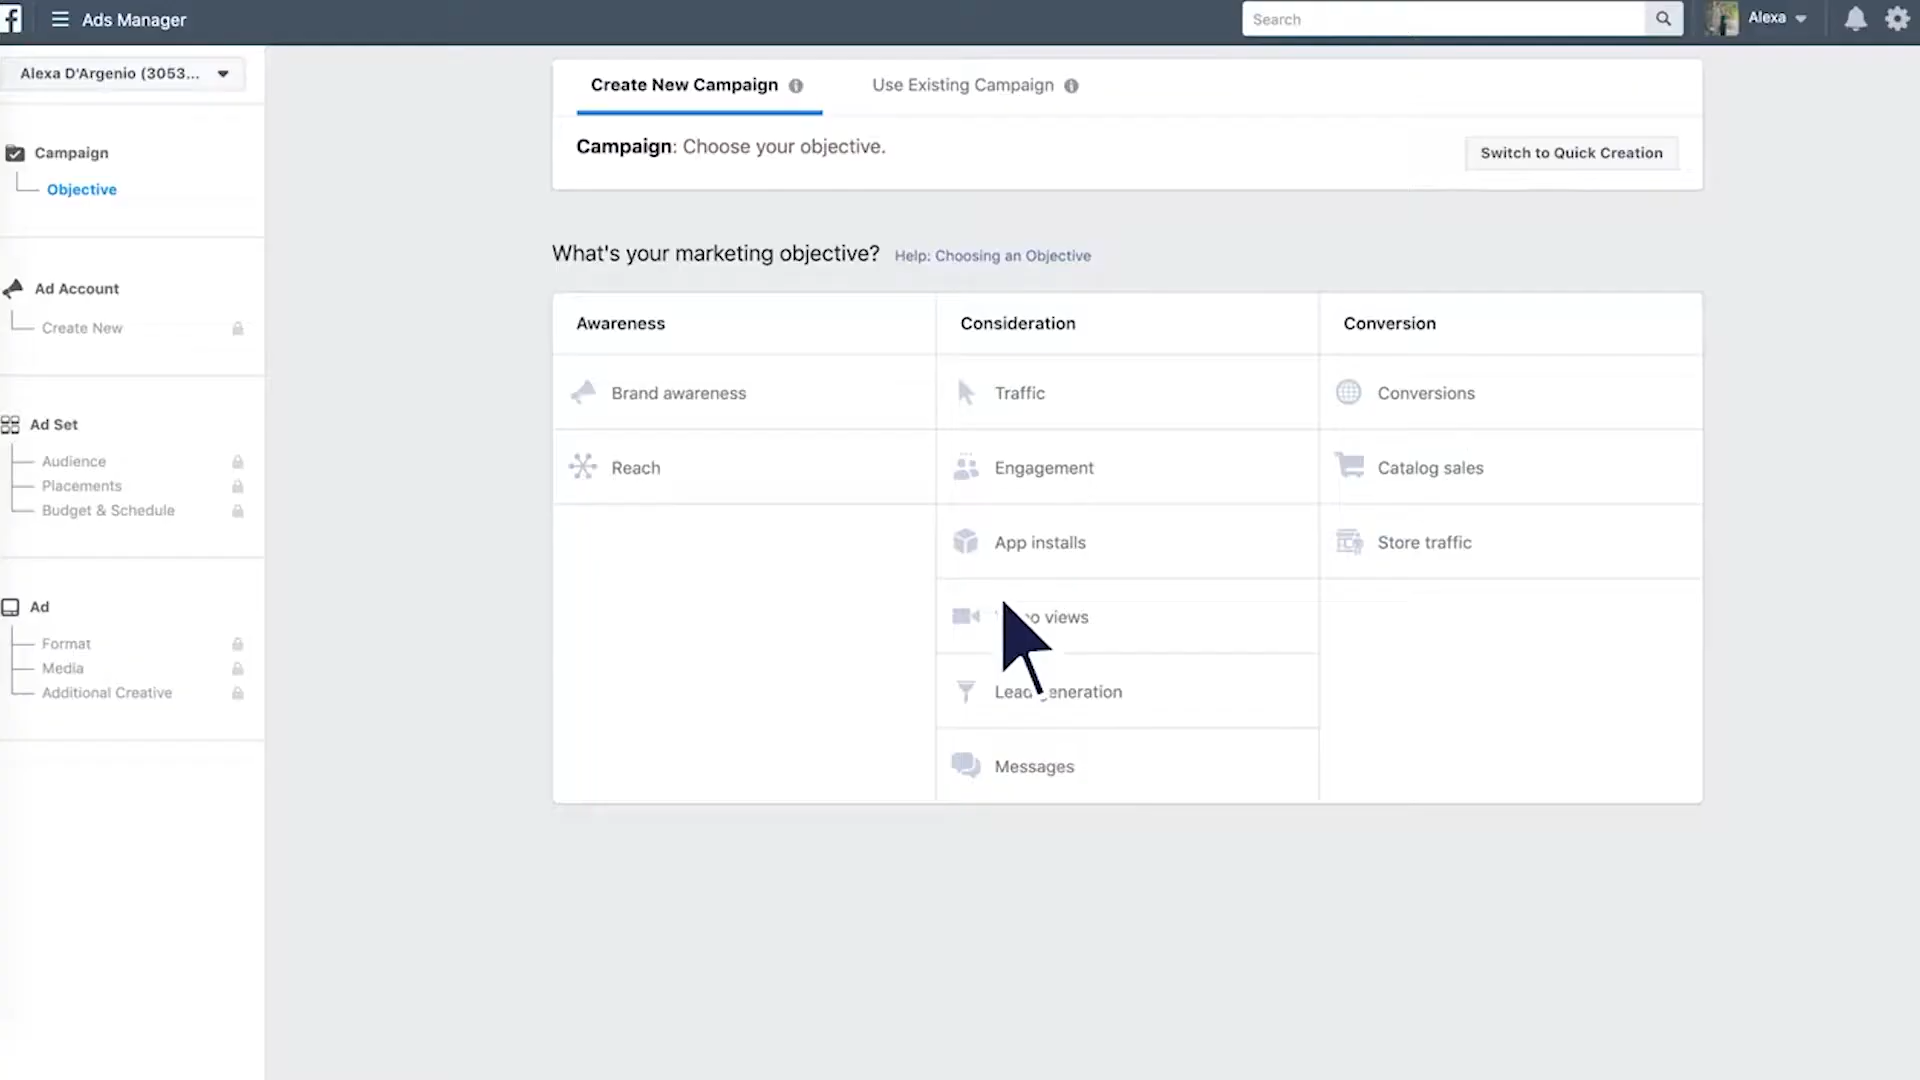 f
Ads Manager
Search
Alexa
Alexa D'Argenio (3053...
Campaign
Objective
Ad Account
Create New
Ad Set
Audience
Placements
Budget & Schedule
Ad
Format
Media
Additional Creative
Create New Campaign
Use Existing Campaign
Campaign: Choose your objective.
Switch to Quick Creation
What's your marketing objective? Help: Choosing an Objective
Awareness
Brand awareness
Reach
Consideration
Traffic
Engagement
App installs
views
generation
Messages
Conversion
Conversions
Catalog sales
Store traffic